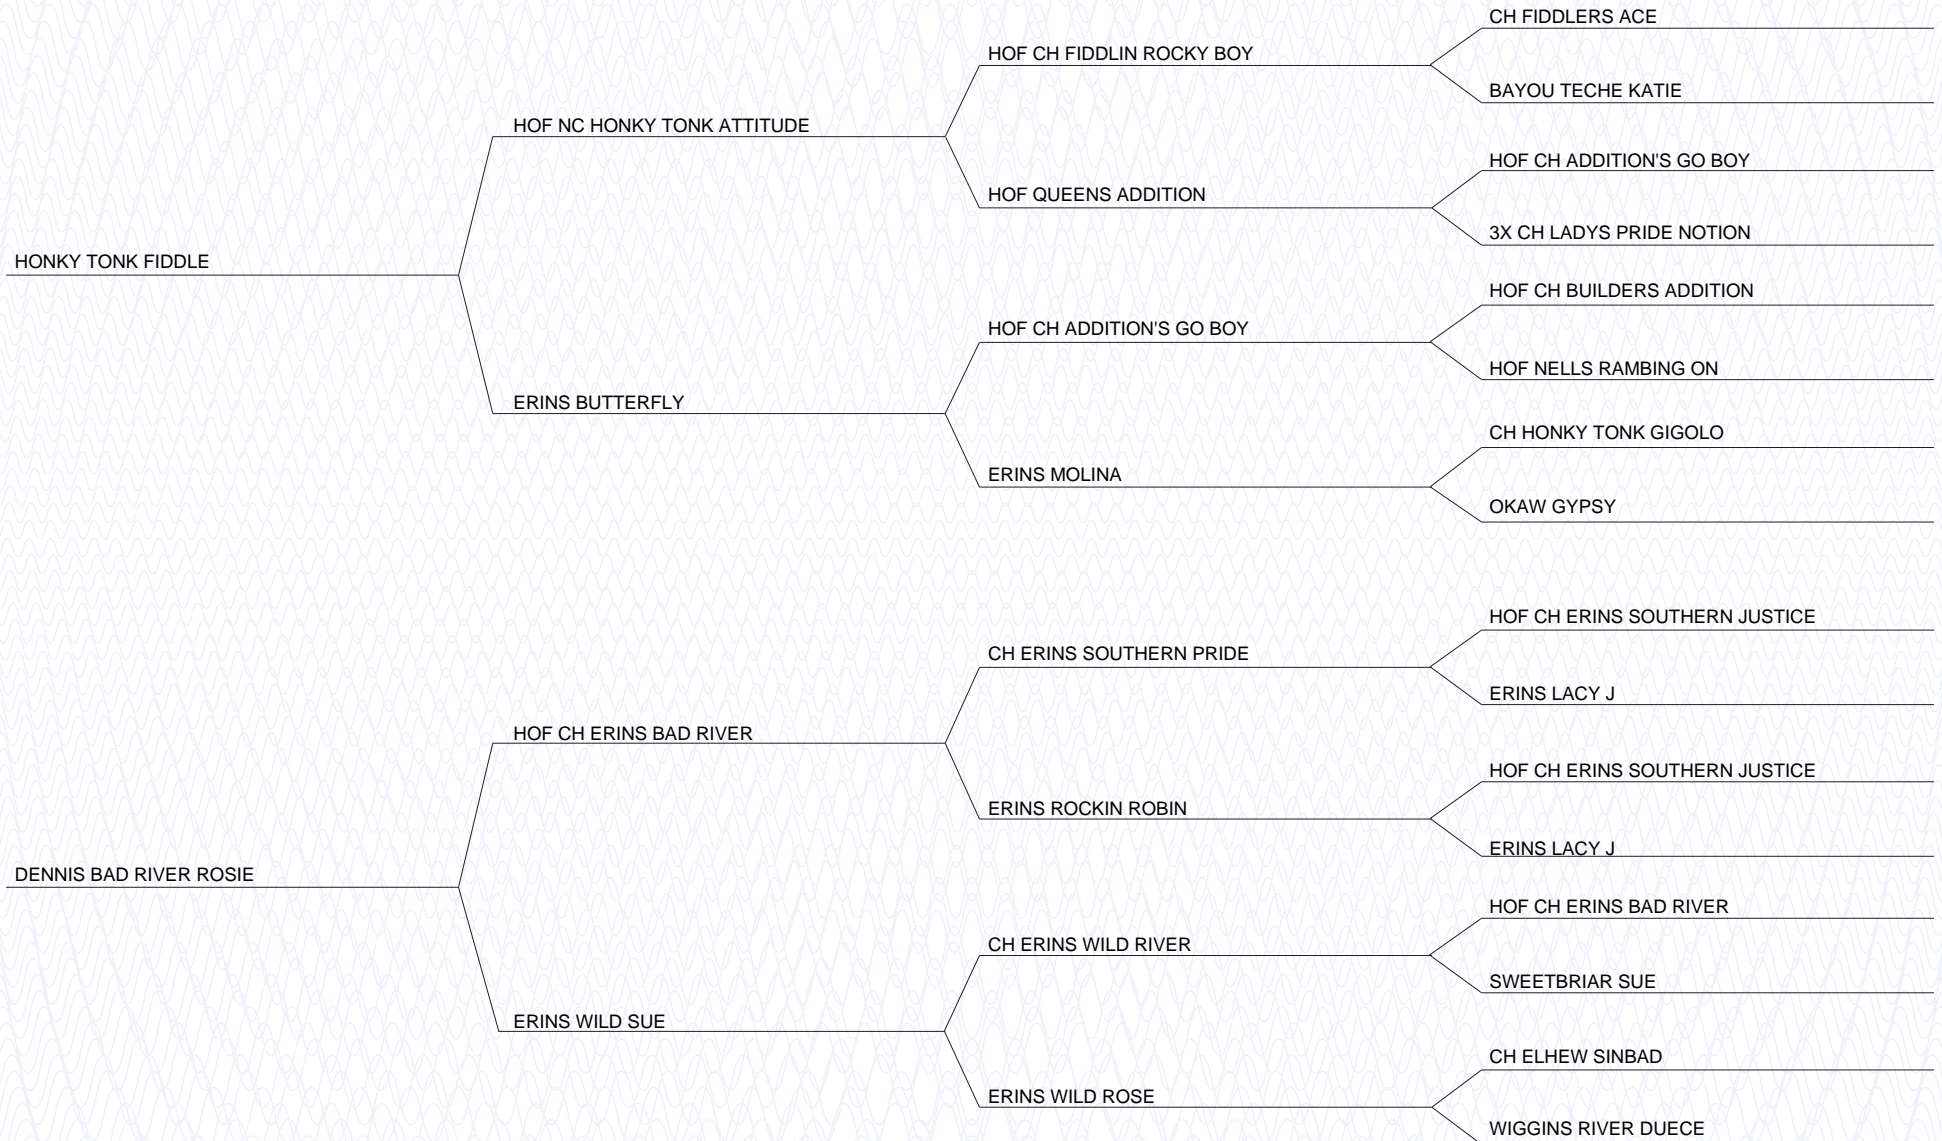 CH FIDDLERS ACE
HOF CH FIDDLIN ROCKY BOY
BAYOU TECHE KATIE
HOF NC HONKY TONK ATTITUDE
HOF CH ADDITION'S GO BOY
HOF QUEENS ADDITION
3X CH LADYS PRIDE NOTION
HONKY TONK FIDDLE
HOF CH BUILDERS ADDITION
HOF CH ADDITION'S GO BOY
HOF NELLS RAMBING ON
ERINS BUTTERFLY
CH HONKY TONK GIGOLO
ERINS MOLINA
OKAW GYPSY
HOF CH ERINS SOUTHERN JUSTICE
CH ERINS SOUTHERN PRIDE
ERINS LACY J
HOF CH ERINS BAD RIVER
HOF CH ERINS SOUTHERN JUSTICE
ERINS ROCKIN ROBIN
ERINS LACY J
DENNIS BAD RIVER ROSIE
HOF CH ERINS BAD RIVER
CH ERINS WILD RIVER
SWEETBRIAR SUE
ERINS WILD SUE
CH ELHEW SINBAD
ERINS WILD ROSE
WIGGINS RIVER DUECE